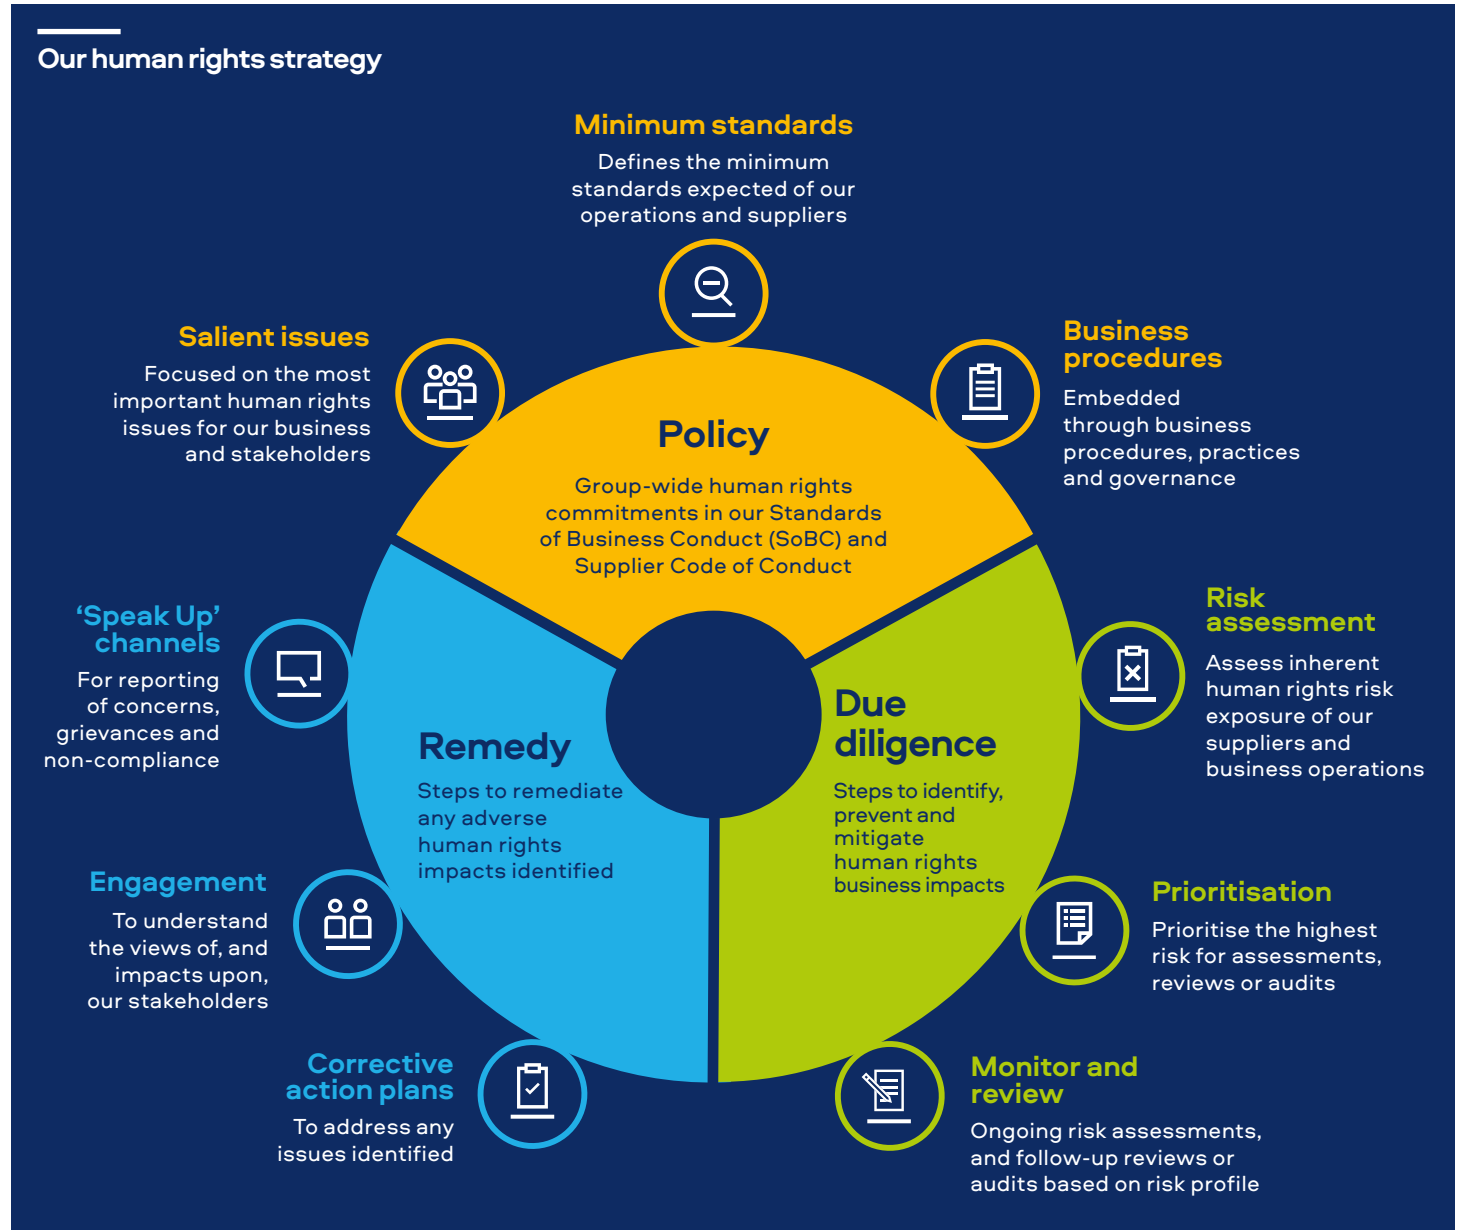 Our human rights strategy
Minimum standards
Defines the minimum
standards expected of our
operations and suppliers
Salient issues
Focused on the most
important human rights
issues for our business
and stakeholders
Business
procedures
Embedded
through business
procedures, practices
and governance
Policy
Group-wide human rights
commitments in our Standards
of Business Conduct (SoBC) and
Supplier Code of Conduct
‘Speak Up’
channels
For reporting
of concerns,
grievances and
non-compliance
Risk
assessment
Assess inherent
human rights risk
exposure of our
suppliers and
business operations
Remedy
Steps to remediate
any adverse
human rights
impacts identified
Due
diligence
Steps to identify,
prevent and
mitigate
human rights
business impacts
Engagement
To understand
the views of, and
impacts upon,
our stakeholders
Prioritisation
Prioritise the highest
risk for assessments,
reviews or audits
Corrective
action plans
To address any
issues identified
Monitor and
review
Ongoing risk assessments,
and follow-up reviews or
audits based on risk profile